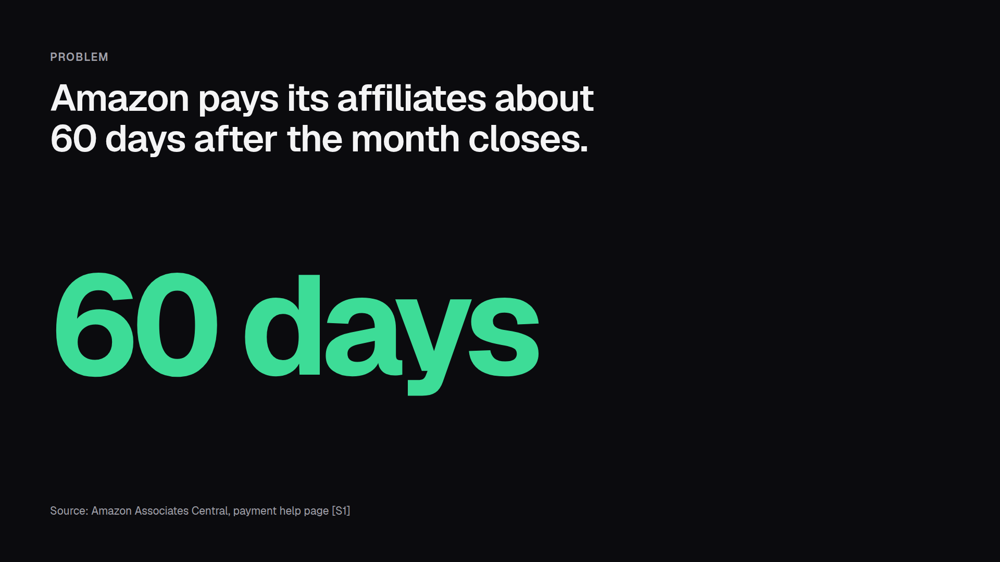 PROBLEM
Amazon pays its affiliates about
60 days after the month closes.
60 days
Source: Amazon Associates Central, payment help page [S1]